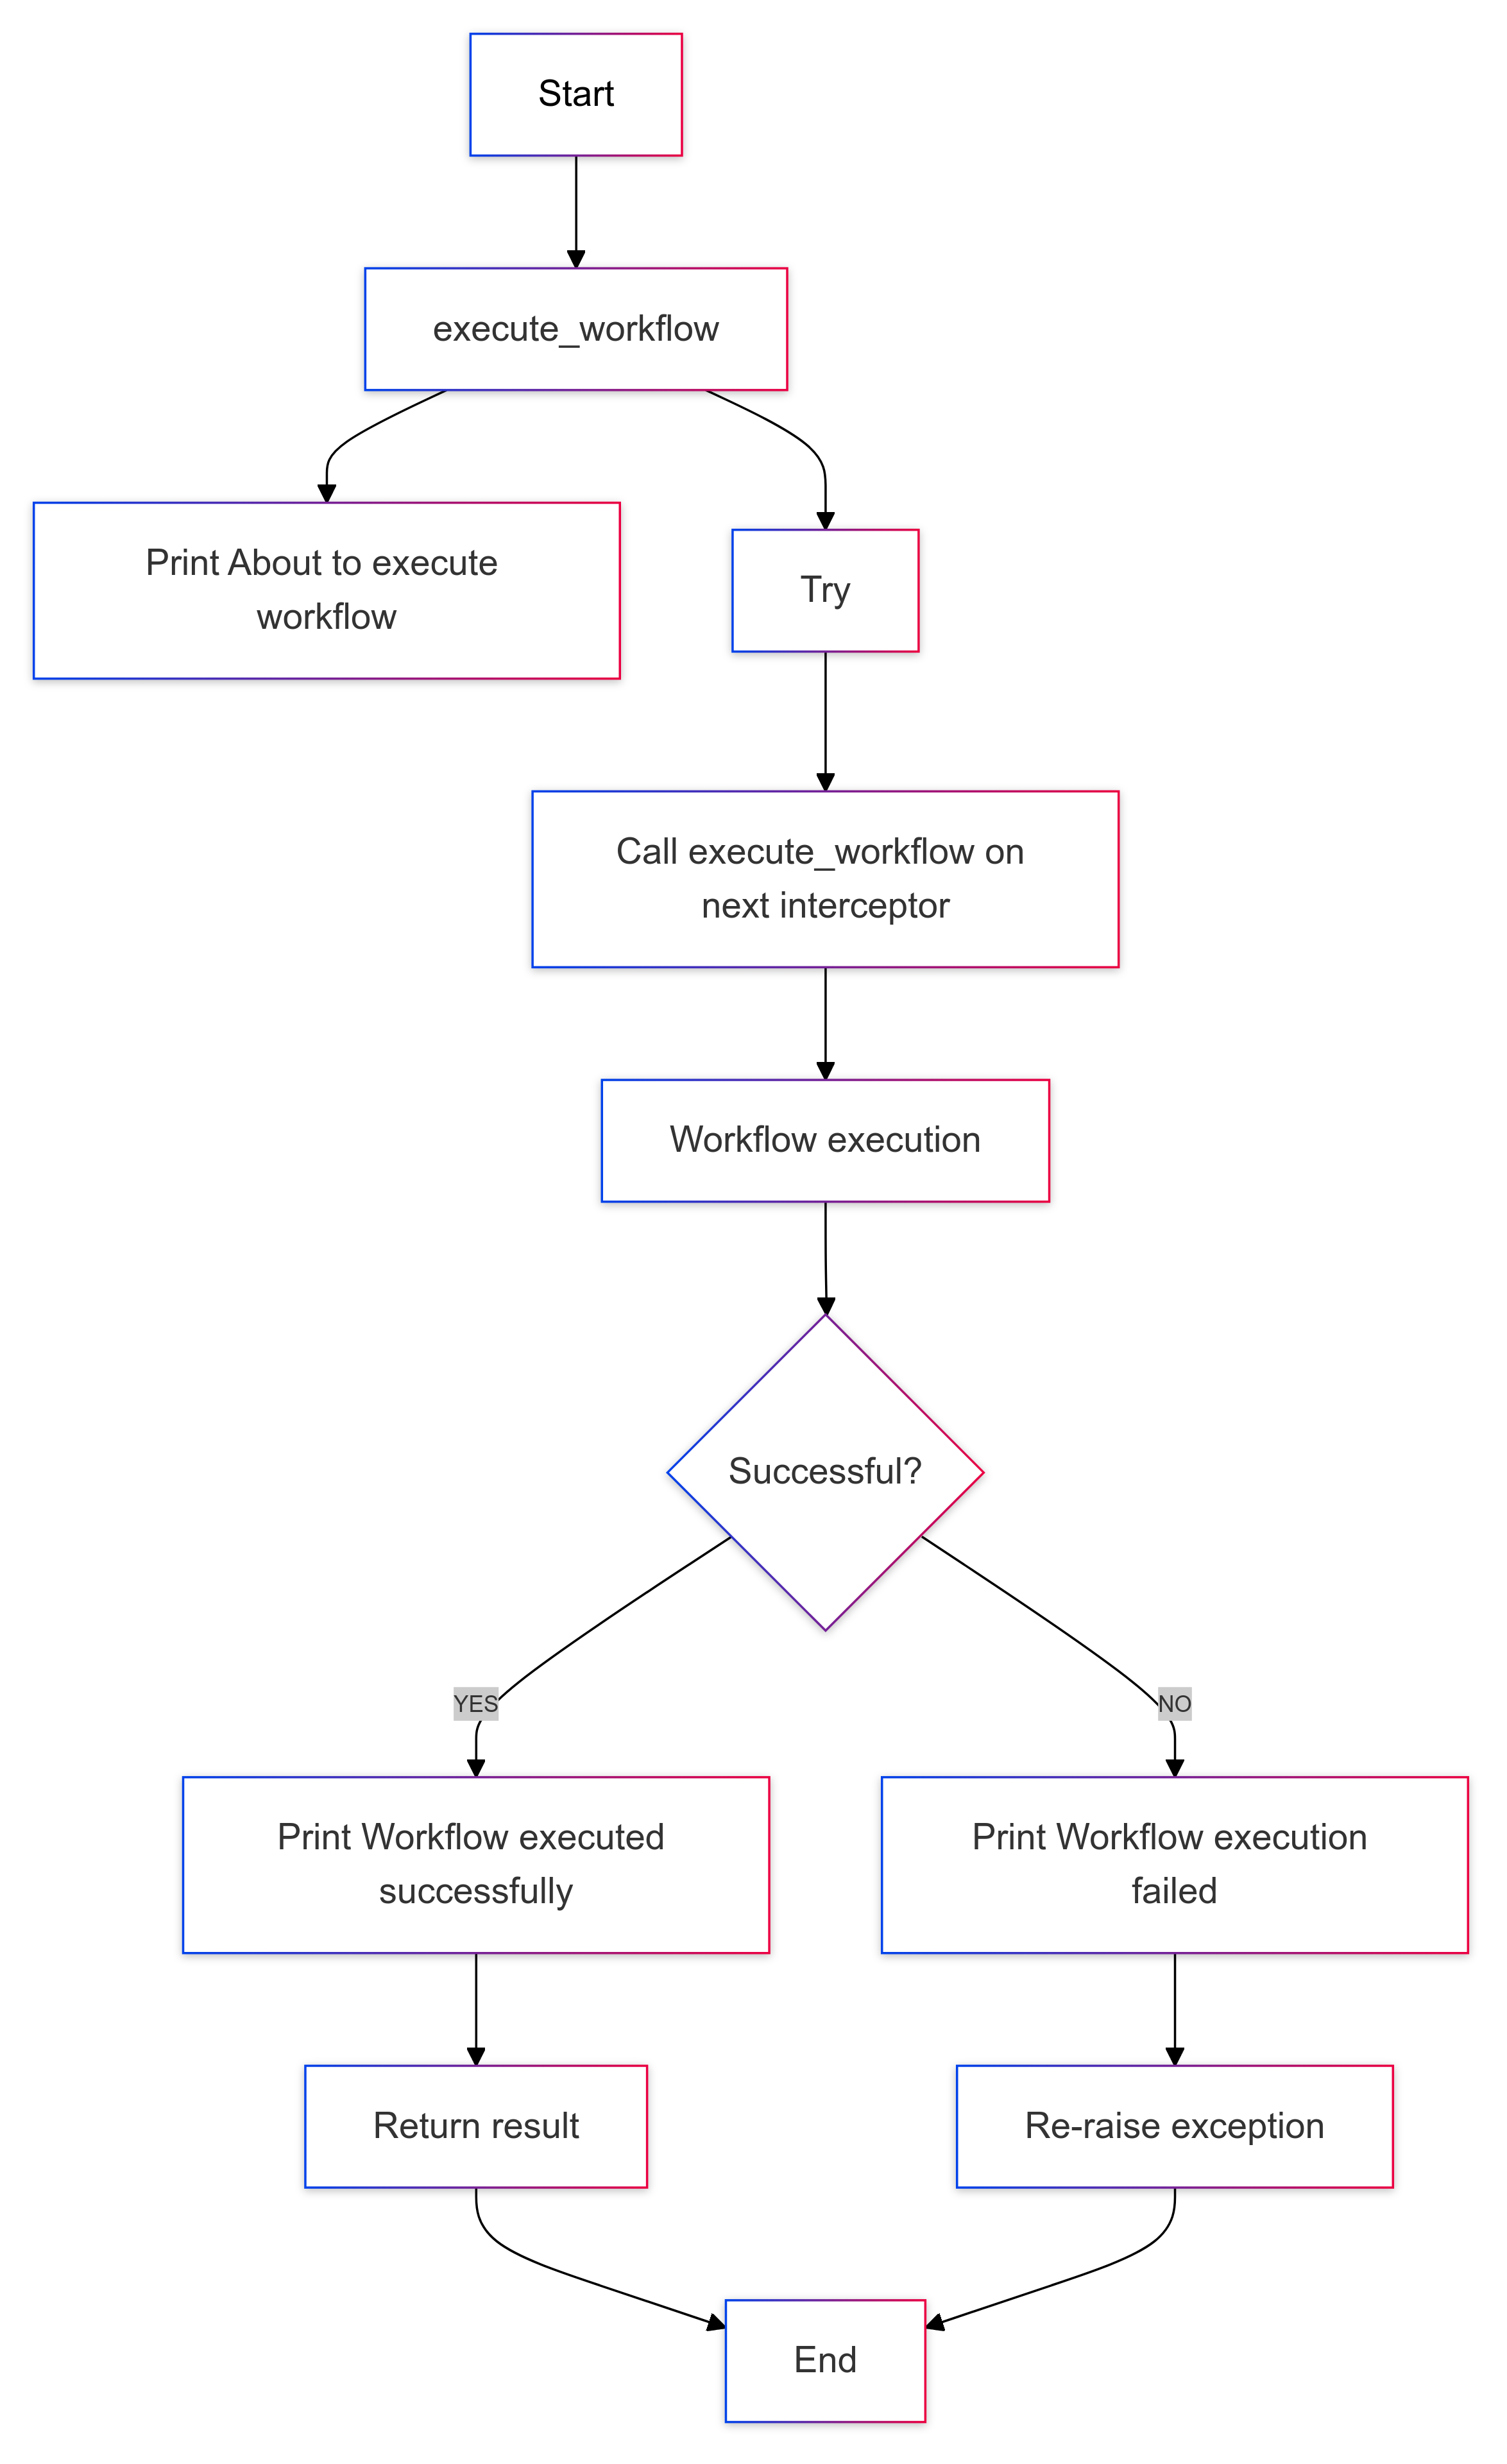 Start
execute_workflow
Print About to execute
workflow
Try
Call execute_workflow on
next interceptor
Workflow execution
Successful?
YES
NO
Print Workflow executed
successfully
Print Workflow execution
failed
Return result
Re-raise exception
End